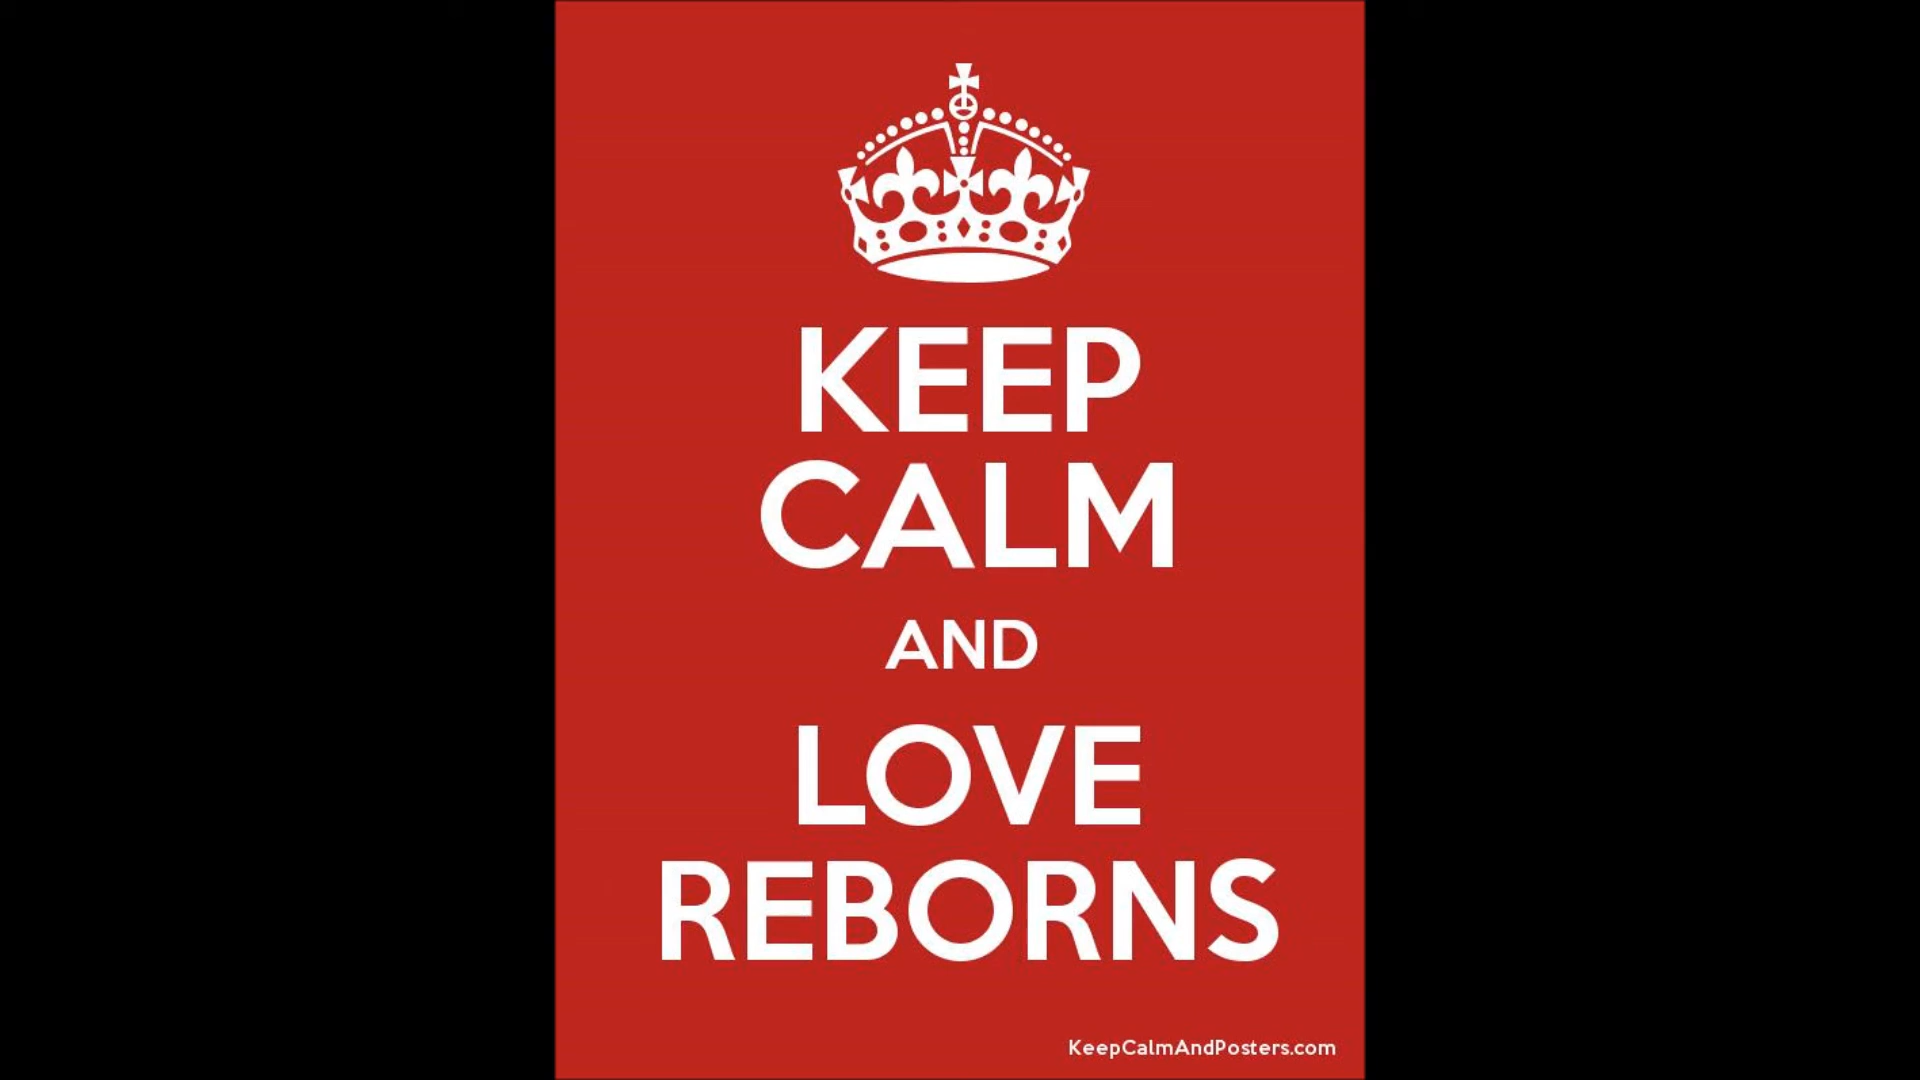 KEEP
CALM
AND
LOVE
REBORNS
KeepCalmAndPosters.com